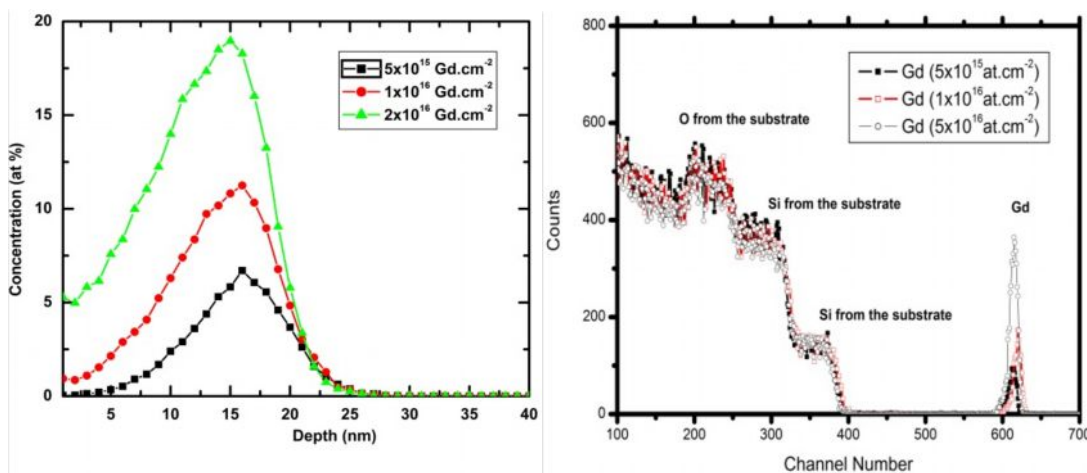 20
15
10
5
0
Concentration (at %)
5x10¹⁵ Gd.cm⁻²
1x10¹⁶ Gd.cm⁻²
2x10¹⁶ Gd.cm⁻²
5 10 15 20 25 30 35 40
Depth (nm)
800
600
400
200
0
Counts
Gd (5x10¹⁵at.cm⁻²)
Gd (1x10¹⁶at.cm⁻²)
Gd (5x10¹⁶at.cm⁻²)
O from the substrate
Si from the substrate
Gd
Si from the substrate
100 200 300 400 500 600 700
Channel Number